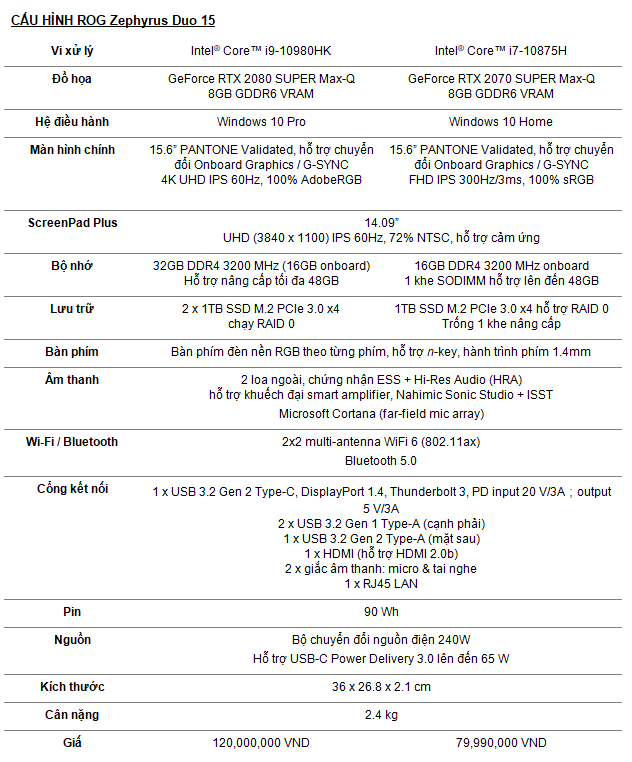 CẤU HÌNH ROG Zephyrus Duo 15
Vi xử lý Intel® Core™ i9-10980HK Intel® Core™ i7-10875H
Đồ họa GeForce RTX 2080 SUPER Max-Q GeForce RTX 2070 SUPER Max-Q
8GB GDDR6 VRAM 8GB GDDR6 VRAM
Hệ điều hành Windows 10 Pro Windows 10 Home
Màn hình chính 15.6” PANTONE Validated, hỗ trợ chuyển 15.6” PANTONE Validated, hỗ trợ chuyển
đổi Onboard Graphics / G-SYNC đổi Onboard Graphics / G-SYNC
4K UHD IPS 60Hz, 100% AdobeRGB FHD IPS 300Hz/3ms, 100% sRGB
ScreenPad Plus 14.09”
UHD (3840 x 1100) IPS 60Hz, 72% NTSC, hỗ trợ cảm ứng
Bộ nhớ 32GB DDR4 3200 MHz (16GB onboard) 16GB DDR4 3200 MHz onboard
Hỗ trợ nâng cấp tối đa 48GB 1 khe SODIMM hỗ trợ lên đến 48GB
Lưu trữ 2 x 1TB SSD M.2 PCIe 3.0 x4 1TB SSD M.2 PCIe 3.0 x4 hỗ trợ RAID 0
chạy RAID 0 Trống 1 khe nâng cấp
Bàn phím Bàn phím đèn nền RGB theo từng phím, hỗ trợ n-key, hành trình phím 1.4mm
Âm thanh 2 loa ngoài, chứng nhận ESS + Hi-Res Audio (HRA)
hỗ trợ khuếch đại smart amplifier, Nahimic Sonic Studio + ISST
Microsoft Cortana (far-field mic array)
Wi-Fi / Bluetooth 2x2 multi-antenna WiFi 6 (802.11ax)
Bluetooth 5.0
Cổng kết nối 1 x USB 3.2 Gen 2 Type-C, DisplayPort 1.4, Thunderbolt 3, PD input 20 V/3A ; output
5 V/3A
2 x USB 3.2 Gen 1 Type-A (cạnh phải)
1 x USB 3.2 Gen 2 Type-A (mặt sau)
1 x HDMI (hỗ trợ HDMI 2.0b)
2 x giắc âm thanh: micro & tai nghe
1 x RJ45 LAN
Pin 90 Wh
Nguồn Bộ chuyển đổi nguồn điện 240W
Hỗ trợ USB-C Power Delivery 3.0 lên đến 65 W
Kích thước 36 x 26.8 x 2.1 cm
Cân nặng 2.4 kg
Giá 120,000,000 VND 79,990,000 VND